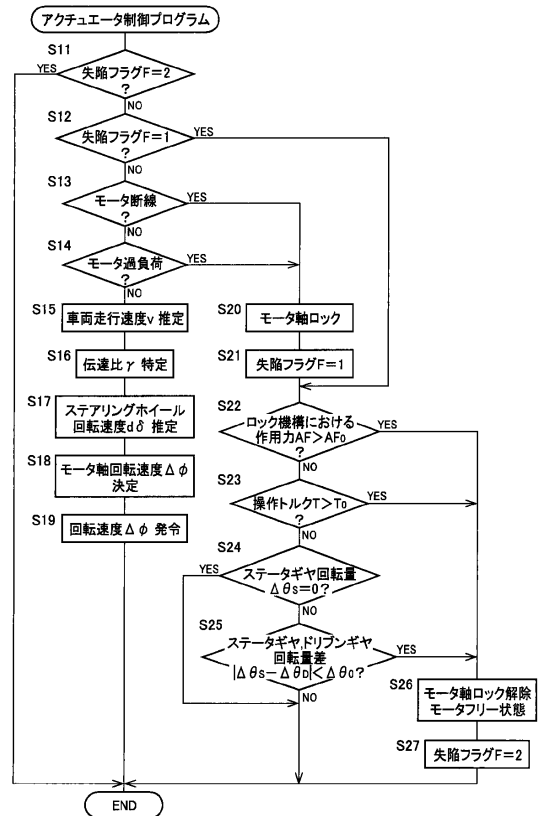 アクチュエータ制御プログラム
S11
YES
失陥フラグF=2
?
NO
S12
失陥フラグF=1
?
YES
NO
S13
モータ断線
?
YES
NO
S14
モータ過負荷
?
YES
NO
S15
車両走行速度v 推定
S16
伝達比γ 特定
S17
ステアリングホイール
回転速度dδ 推定
S18
モータ軸回転速度Δφ
決定
S19
回転速度Δφ 発令
S20
モータ軸ロック
S21
失陥フラグF=1
S22
ロック機構における
作用力AF>AF₀
?
YES
NO
S23
操作トルクT>T₀
?
YES
NO
S24
YES
ステータギヤ回転量
Δθs=0?
NO
S25
ステータギヤ,ドリブンギヤ
回転量差
|Δθs−ΔθD|<Δθ₀?
YES
NO
S26
モータ軸ロック解除
モータフリー状態
S27
失陥フラグF=2
END